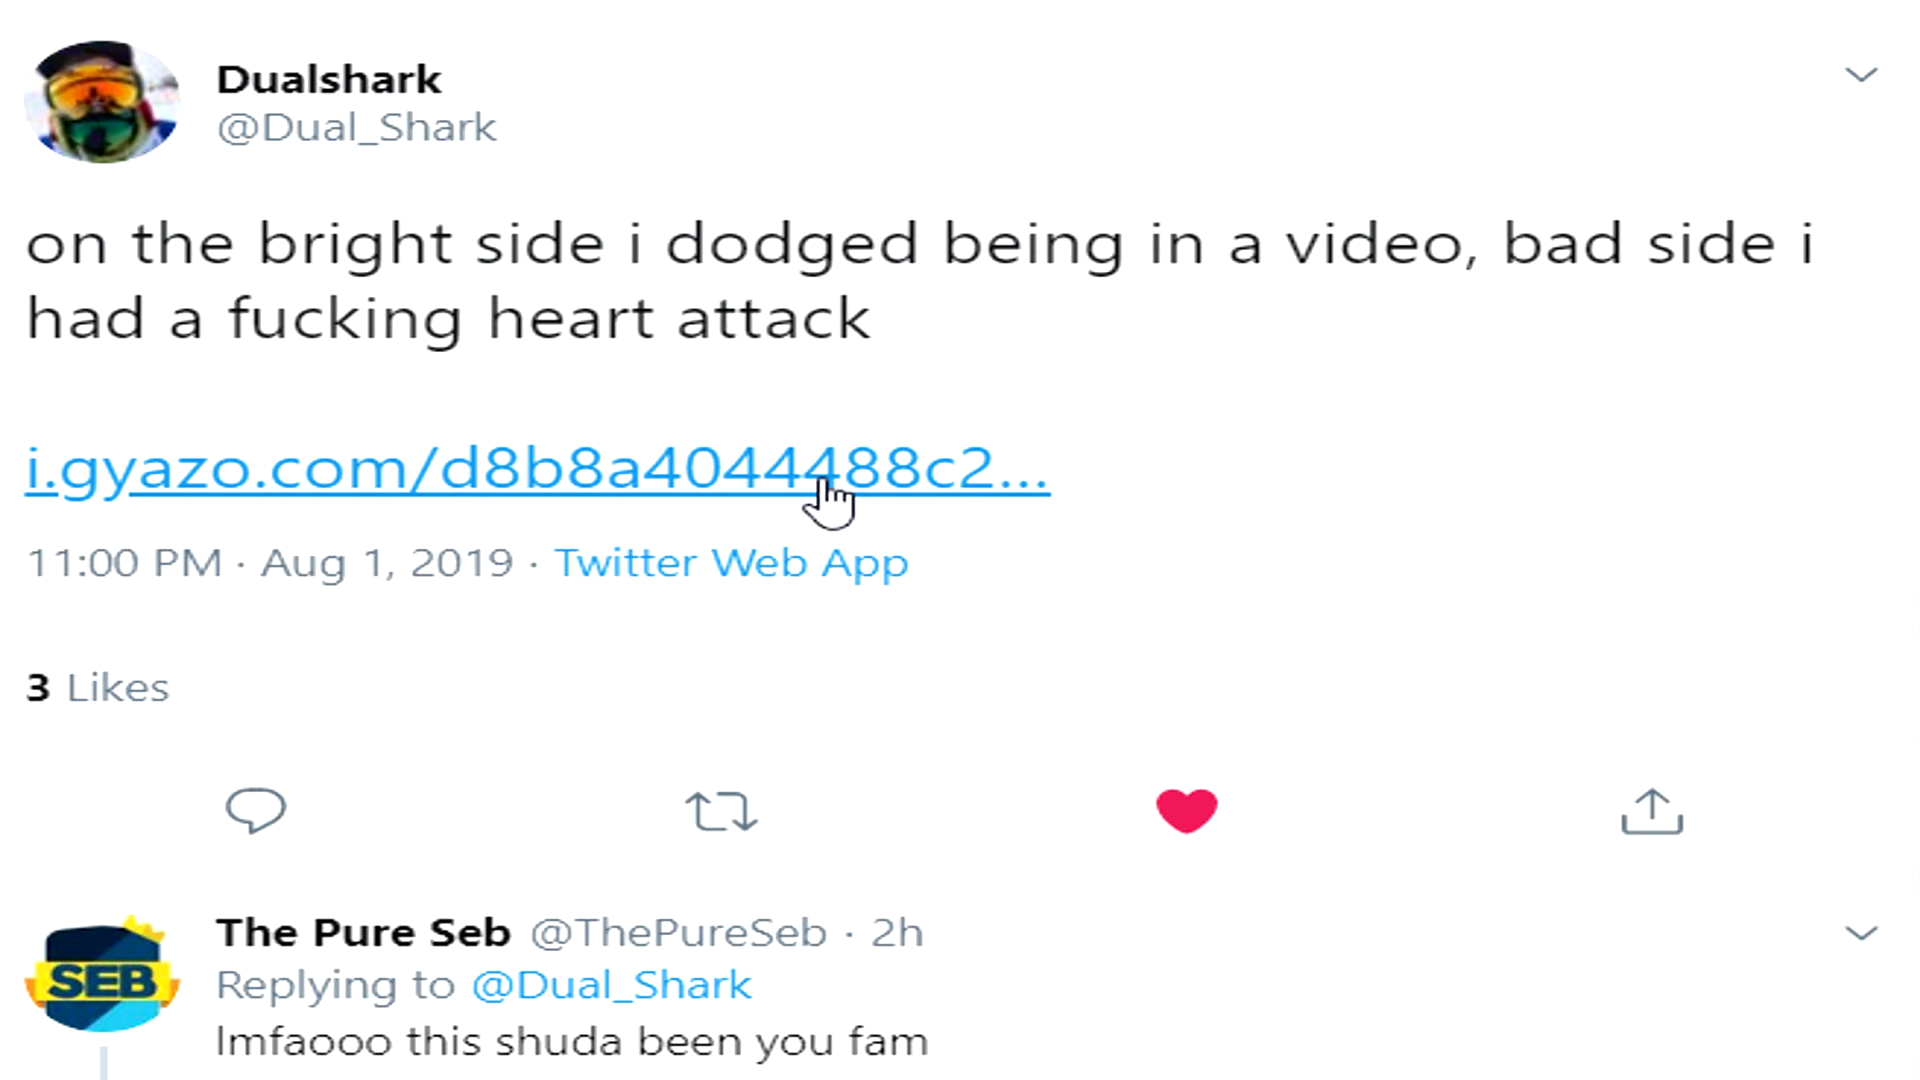 Dualshark
@Dual_Shark
on the bright side i dodged being in a video, bad side i
had a fucking heart attack
i.gyazo.com/d8b8a4044488c2...
11:00 PM · Aug 1, 2019 · Twitter Web App
3 Likes
The Pure Seb @ThePureSeb · 2h
SEB
Replying to @Dual_Shark
lmfaooo this shuda been you fam